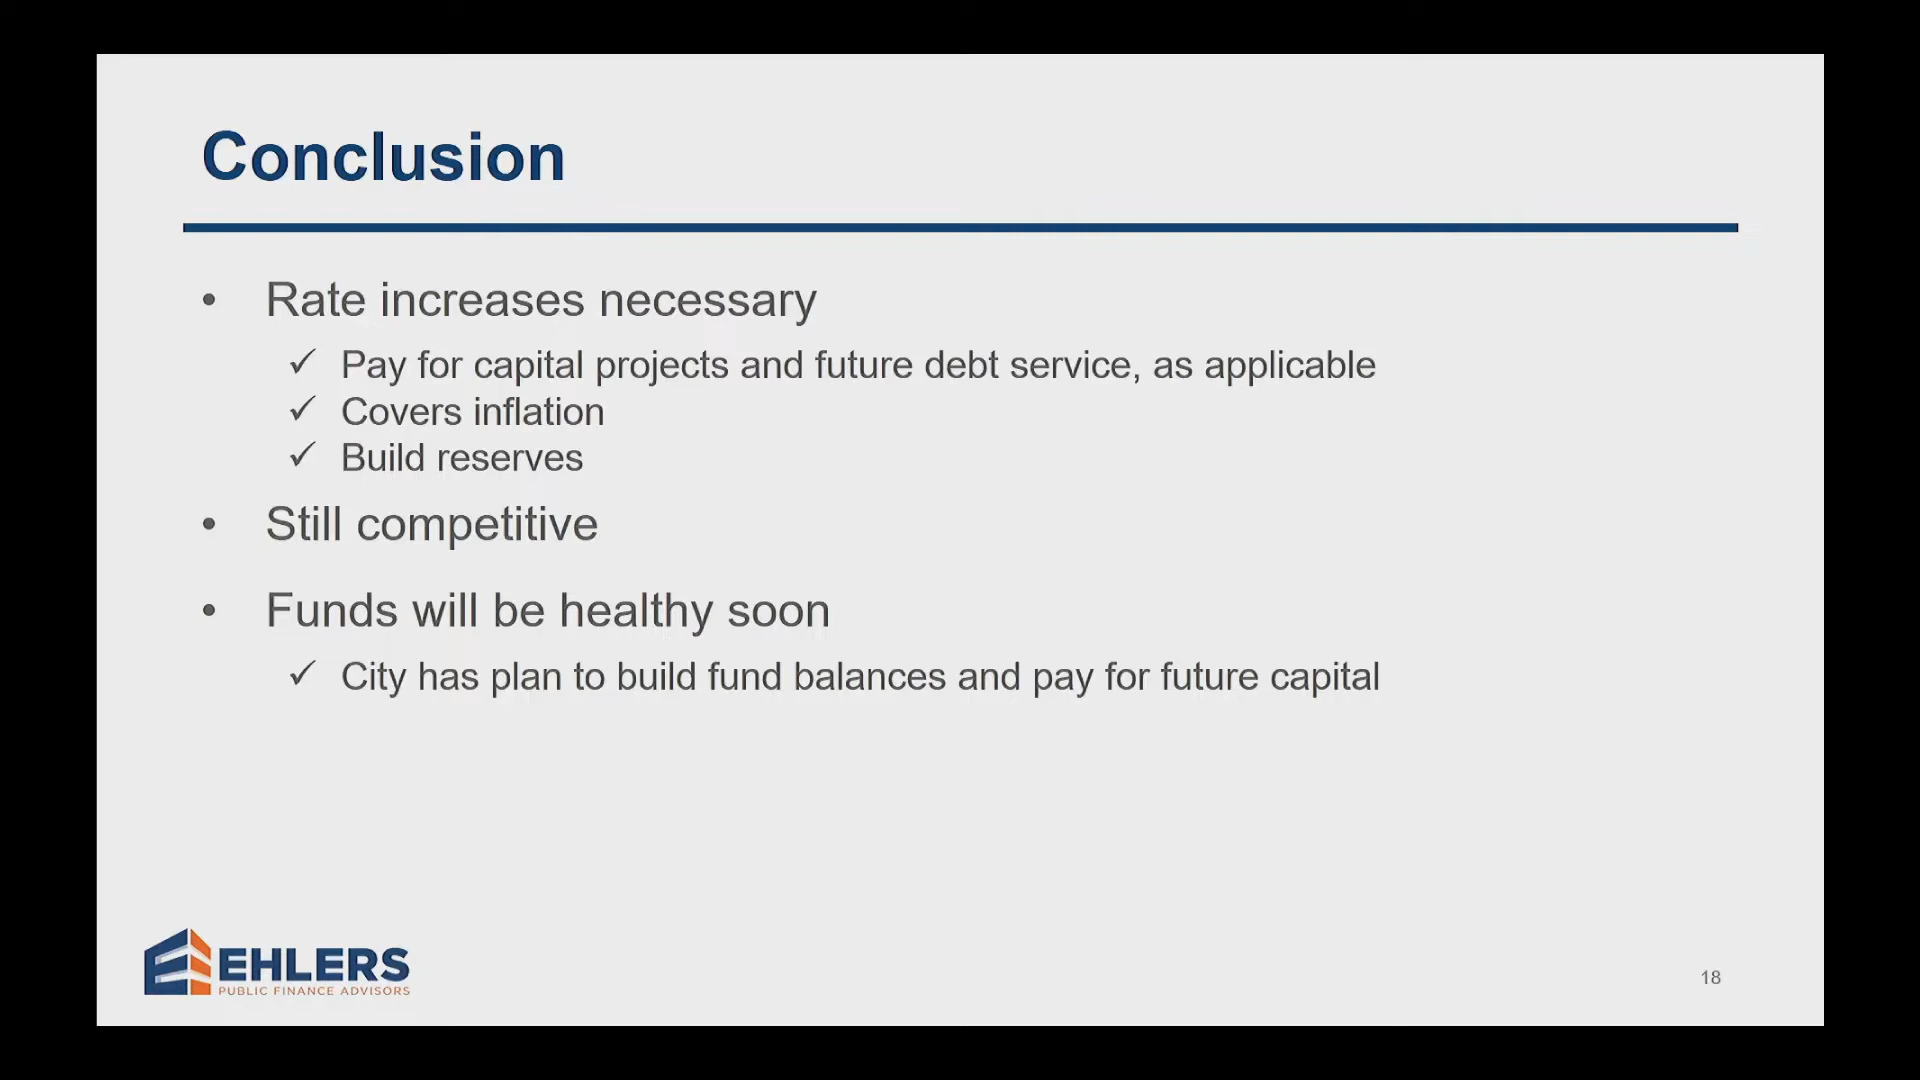 Conclusion
• Rate increases necessary
✓ Pay for capital projects and future debt service, as applicable
✓ Covers inflation
✓ Build reserves
• Still competitive
• Funds will be healthy soon
✓ City has plan to build fund balances and pay for future capital
EHLERS
PUBLIC FINANCE ADVISORS
18